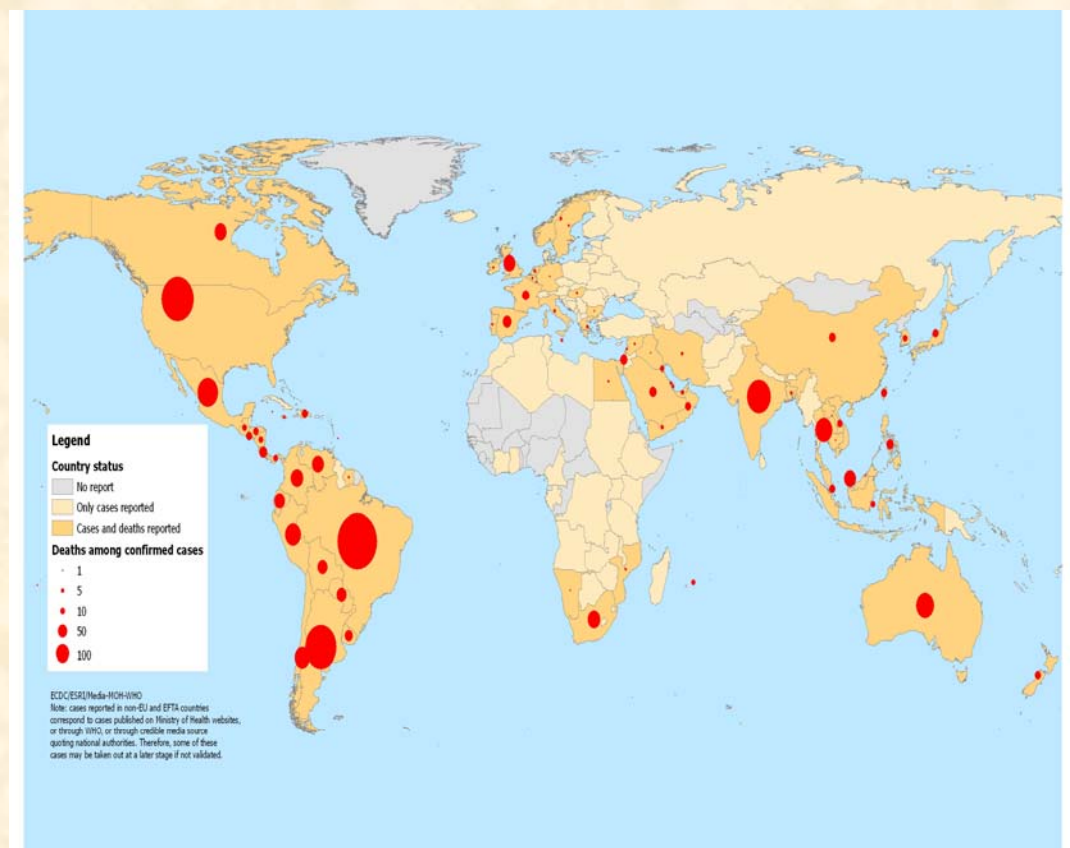 Legend
Country status
No report
Only cases reported
Cases and deaths reported
Deaths among confirmed cases
1
5
10
50
100
ECDC/ESRI/Media-MOH-WHO
Note: cases reported in non-EU and EFTA countries
correspond to cases published on Ministry of Health websites,
or through WHO, or through credible media source
quoting national authorities. Therefore, some of these
cases may be taken out at a later stage if not validated.